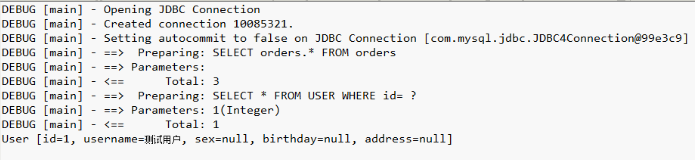 DEBUG [main] - Opening JDBC Connection
DEBUG [main] - Created connection 10085321.
DEBUG [main] - Setting autocommit to false on JDBC Connection [com.mysql.jdbc.JDBC4Connection@99e3c9]
DEBUG [main] - ==>  Preparing: SELECT orders.* FROM orders
DEBUG [main] - ==> Parameters:
DEBUG [main] - <==      Total: 3
DEBUG [main] - ==>  Preparing: SELECT * FROM USER WHERE id= ?
DEBUG [main] - ==> Parameters: 1(Integer)
DEBUG [main] - <==      Total: 1
User [id=1, username=测试用户, sex=null, birthday=null, address=null]